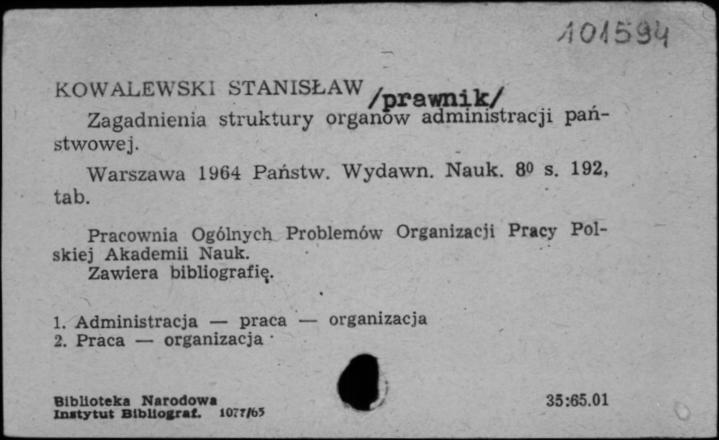 101594
KOWALEWSKI STANISŁAW /prawnik/
Zagadnienia struktury organów administracji pań-
stwowej.
Warszawa 1964 Państw. Wydawn. Nauk. 8⁰ s. 192,
tab.
Pracownia Ogólnych Problemów Organizacji Pracy Pol-
skiej Akademii Nauk.
Zawiera bibliografię.
1. Administracja — praca — organizacja
2. Praca — organizacja
Biblioteka Narodowa
Instytut Bibliograf. 1077/65
35:65.01